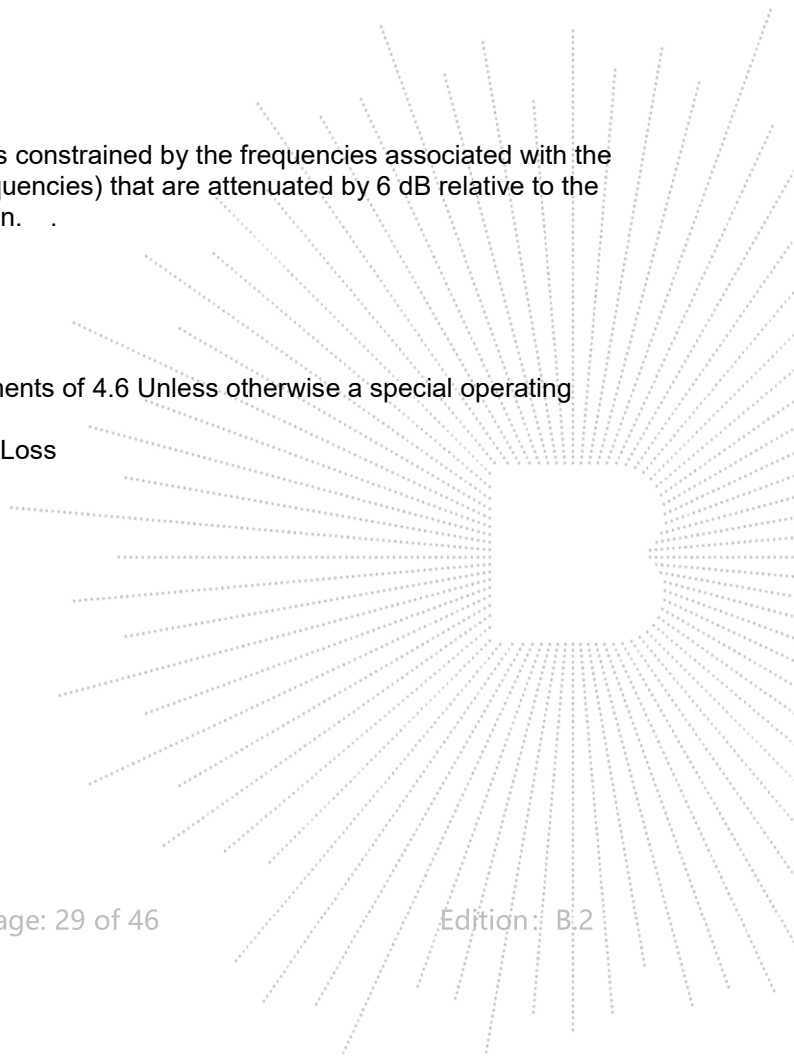 s constrained by the frequencies associated with the
quencies) that are attenuated by 6 dB relative to the
n. .
nents of 4.6 Unless otherwise a special operating
Loss
age: 29 of 46 Edition: B.2